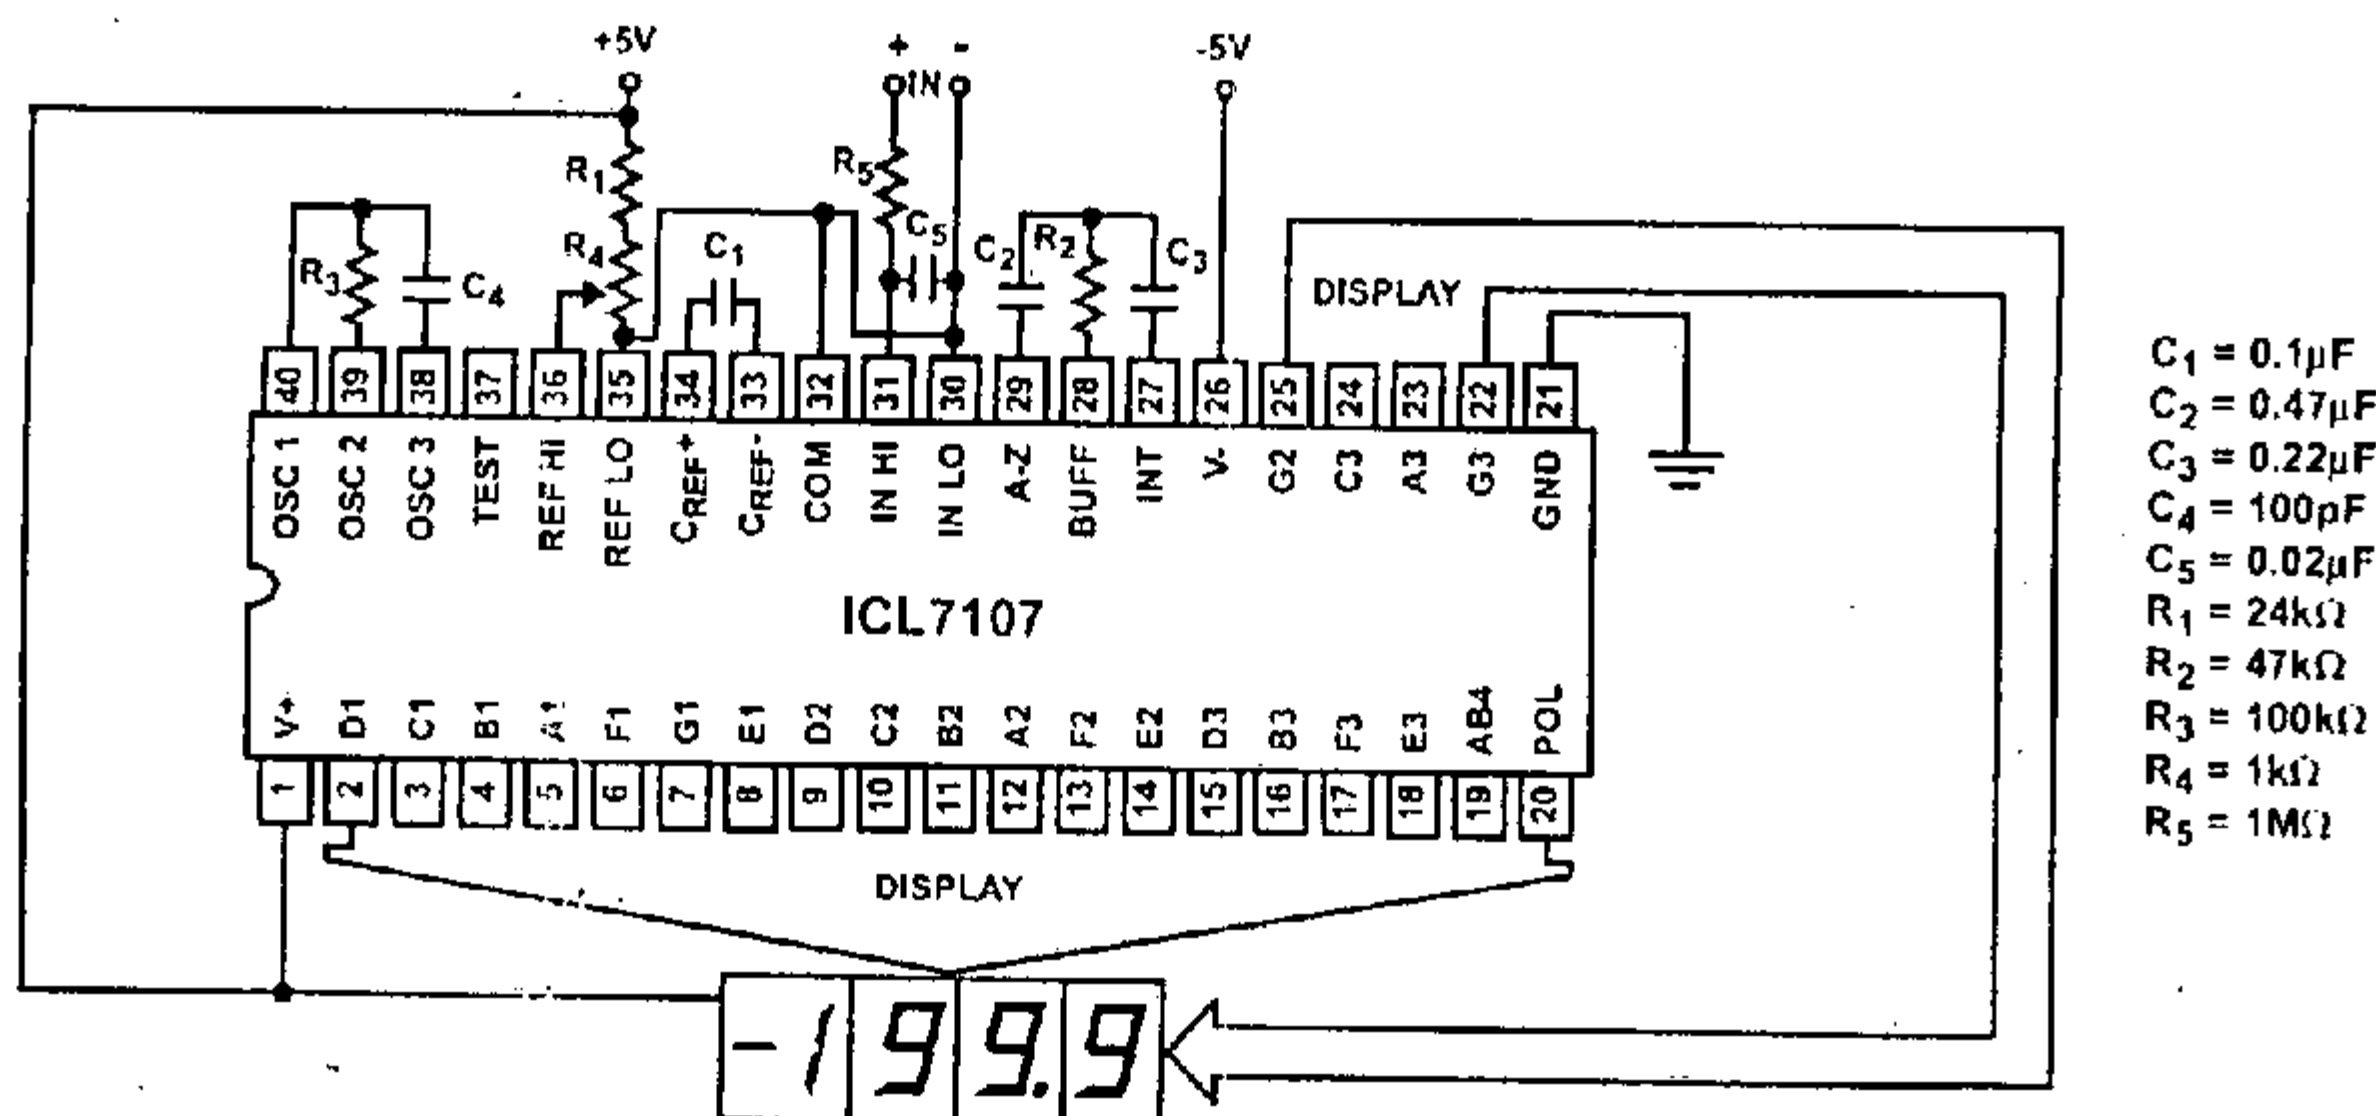 +5V
+ IN -
-5V
R1
R5
R4
C1
C5
C2
R2
C3
R3
C4
DISPLAY
40 39 38 37 36 35 34 33 32 31 30 29 28 27 26 25 24 23 22 21
OSC 1
OSC 2
OSC 3
TEST
REF HI
REF LO
CREF+
CREF-
COM
IN HI
IN LO
A-Z
BUFF
INT
V-
G2
C3
A3
G3
GND
ICL7107
V+
D1
C1
B1
A1
F1
G1
E1
D2
C2
B2
A2
F2
E2
D3
B3
F3
E3
AB4
POL
1 2 3 4 5 6 7 8 9 10 11 12 13 14 15 16 17 18 19 20
DISPLAY
-199.9
C1 = 0.1μF
C2 = 0.47μF
C3 = 0.22μF
C4 = 100pF
C5 = 0.02μF
R1 = 24kΩ
R2 = 47kΩ
R3 = 100kΩ
R4 = 1kΩ
R5 = 1MΩ